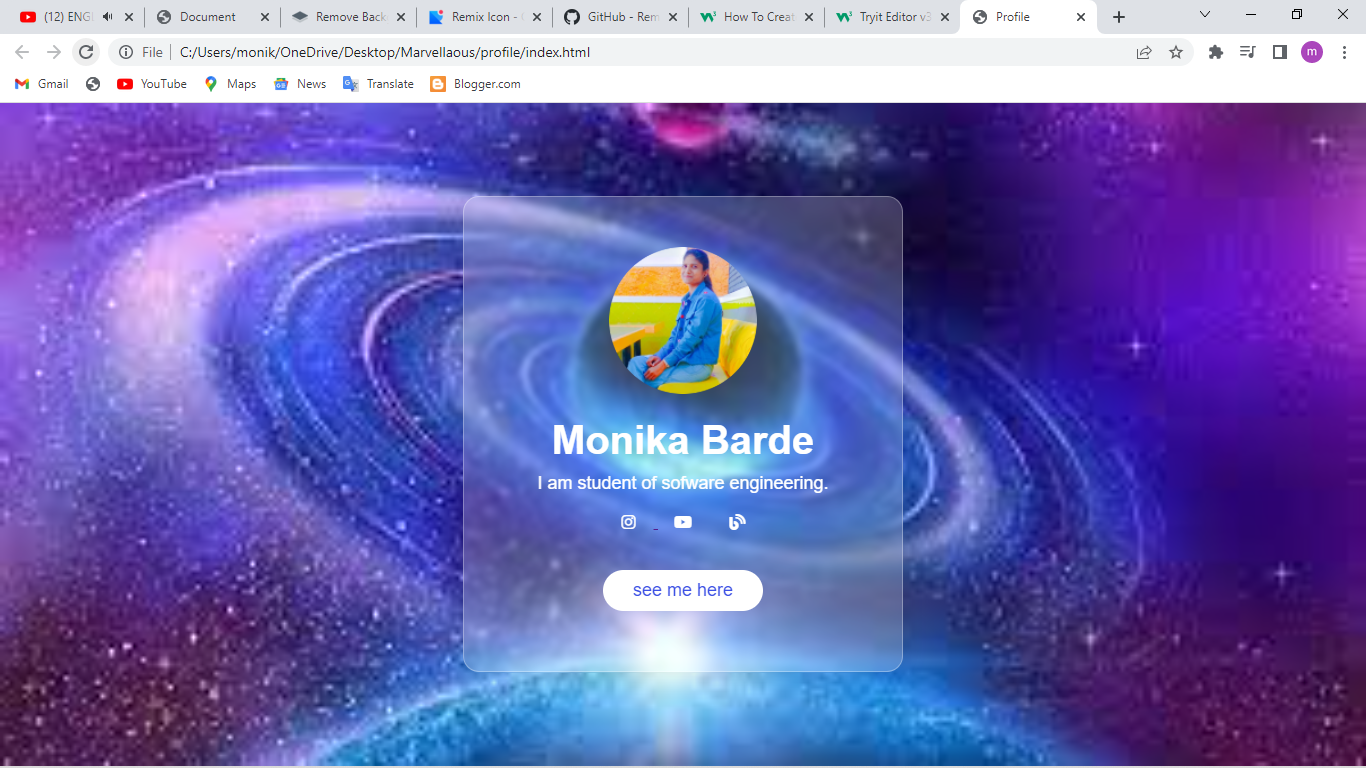 (12) ENGI
Document
Remove Back
Remix Icon - 
GitHub - Rem
How To Creat
Tryit Editor v3
Profile
File
C:/Users/monik/OneDrive/Desktop/Marvellaous/profile/index.html
m
Gmail
YouTube
Maps
News
Translate
Blogger.com
Monika Barde
I am student of sofware engineering.
see me here